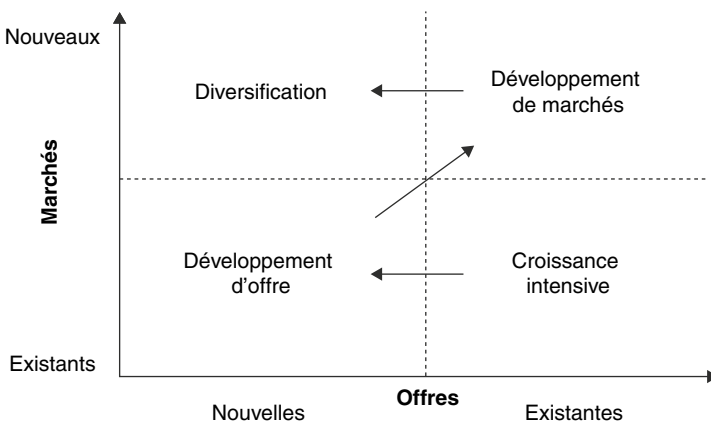 Nouveaux
Diversification
Développement
de marchés
Marchés
Développement
d'offre
Croissance
intensive
Existants
Offres
Nouvelles
Existantes